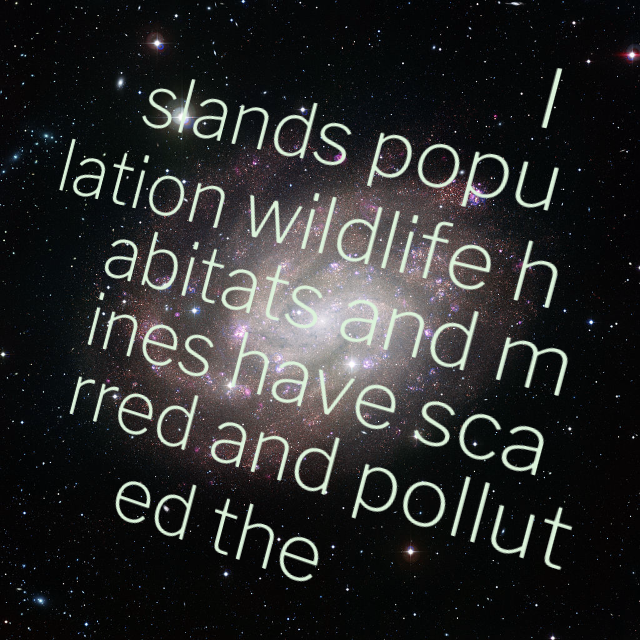 I
slands popu
lation wildlife h
abitats and m
ines have sca
rred and pollut
ed the